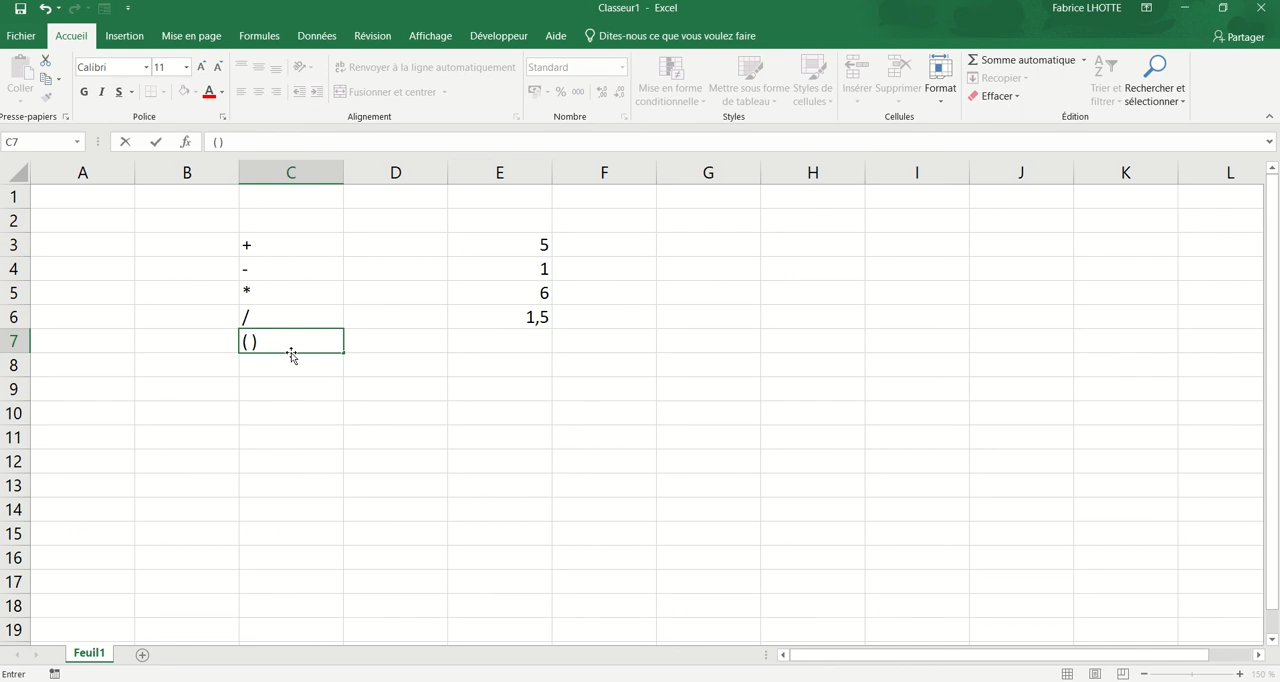 Classeur1 - Excel
Fabrice LHOTTE
Fichier Accueil Insertion Mise en page Formules Données Révision Affichage Développeur Aide Dites-nous ce que vous voulez faire Partager
Coller
Presse-papiers
Calibri 11
G I S
Police
Renvoyer à la ligne automatiquement
Fusionner et centrer
Alignement
Standard
% 000
Nombre
Mise en forme conditionnelle
Mettre sous forme de tableau
Styles de cellules
Styles
Insérer Supprimer Format
Cellules
Somme automatique
Recopier
Effacer
Trier et filtrer
Rechercher et sélectionner
Édition
C7 fx ()
A B C D E F G H I J K L
1
2
3 + 5
4 - 1
5 * 6
6 / 1,5
7 ()
8
9
10
11
12
13
14
15
16
17
18
19
Feuil1
Entrer
150 %